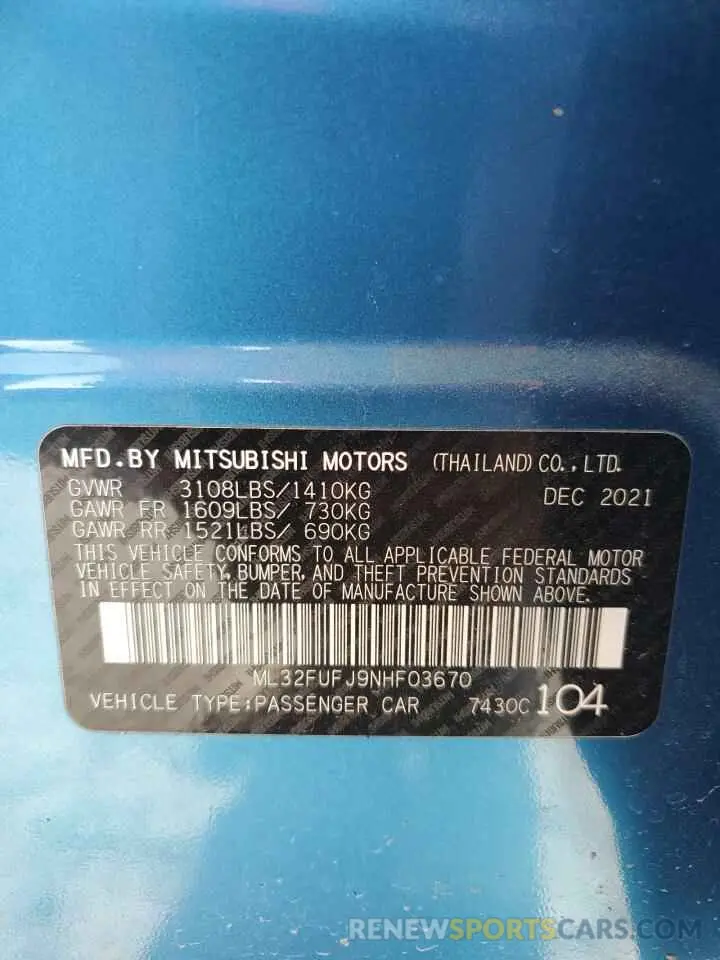 MFD.BY MITSUBISHI MOTORS (THAILAND) CO., LTD.
GVWR 3108LBS/1410KG DEC 2021
GAWR FR 1609LBS/ 730KG
GAWR RR 1521LBS/ 690KG
THIS VEHICLE CONFORMS TO ALL APPLICABLE FEDERAL MOTOR
VEHICLE SAFETY, BUMPER, AND THEFT PREVENTION STANDARDS
IN EFFECT ON THE DATE OF MANUFACTURE SHOWN ABOVE.
ML32FUFJ9NHF03670
VEHICLE TYPE:PASSENGER CAR 7430C 104
RENEWSPORTSCARS.COM